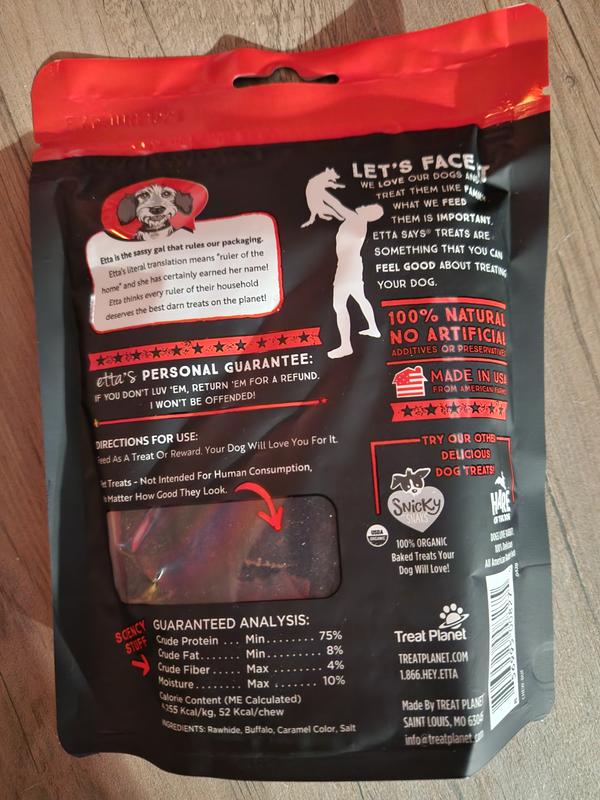 LET'S FACE IT
WE LOVE OUR DOGS AND
TREAT THEM LIKE
WHAT WE FEED
THEM IS IMPORTANT.
ETTA SAYS® TREATS ARE
SOMETHING THAT YOU CAN
FEEL GOOD ABOUT TREATING
YOUR DOG.
Etta is the sassy gal that rules our packaging.
Etta's literal translation means "ruler of the
home" and she has certainly earned her name!
Etta thinks every ruler of their household
deserves the best darn treats on the planet!
100% NATURAL
NO ARTIFICIAL
ADDITIVES OR PRESERVATIVES
MADE IN USA
FROM AMERICAN
etta's PERSONAL GUARANTEE:
IF YOU DON'T LUV 'EM, RETURN 'EM FOR A REFUND.
I WON'T BE OFFENDED!
DIRECTIONS FOR USE:
Feed As A Treat Or Reward. Your Dog Will Love You For It.
Pet Treats - Not Intended For Human Consumption,
No Matter How Good They Look.
TRY OUR OTHER
DELICIOUS
DOG TREATS!
SNICKY
SNAKS
USDA
ORGANIC
100% ORGANIC
Baked Treats Your
Dog Will Love!
HARE
OF THE DOG
SCIENCY
STUFF
GUARANTEED ANALYSIS:
Crude Protein .... Min........ 75%
Crude Fat....... Min........ 8%
Crude Fiber..... Max ....... 4%
Moisture........ Max ....... 10%
Calorie Content (ME Calculated)
4255 Kcal/kg, 52 Kcal/chew
INGREDIENTS: Rawhide, Buffalo, Caramel Color, Salt
Treat Planet
TREATPLANET.COM
1.866.HEY.ETTA
Made By TREAT PLANET
SAINT LOUIS, MO 63045
info@treatplanet.com